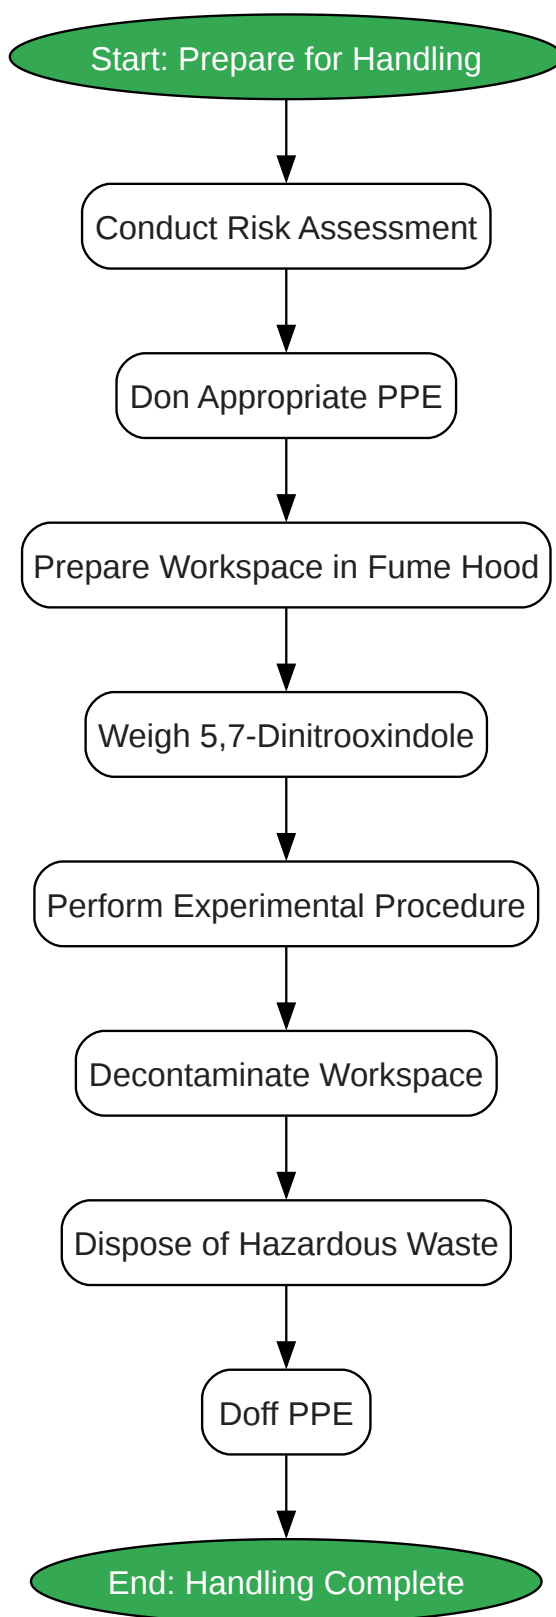 Start: Prepare for Handling
Conduct Risk Assessment
Don Appropriate PPE
Prepare Workspace in Fume Hood
Weigh 5,7-Dinitrooxindole
Perform Experimental Procedure
Decontaminate Workspace
Dispose of Hazardous Waste
Doff PPE
End: Handling Complete